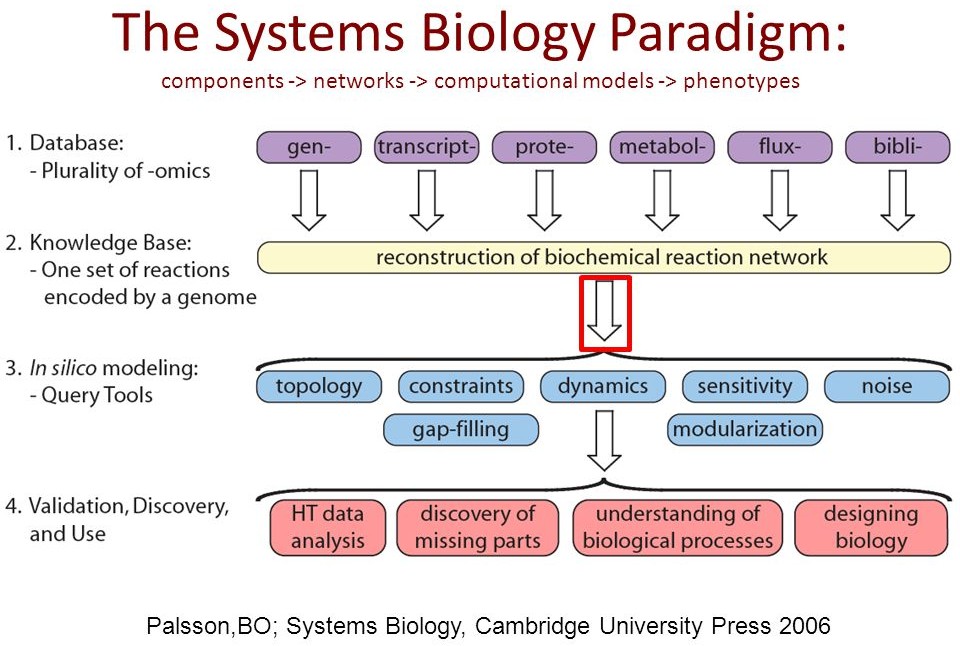 The Systems Biology Paradigm:
components -> networks -> computational models -> phenotypes
1. Database:
- Plurality of -omics
gen-
transcript-
prote-
metabol-
flux-
bibli-
2. Knowledge Base:
- One set of reactions
encoded by a genome
reconstruction of biochemical reaction network
3. In silico modeling:
- Query Tools
topology
constraints
dynamics
sensitivity
noise
gap-filling
modularization
4. Validation, Discovery,
and Use
HT data
analysis
discovery of
missing parts
understanding of
biological processes
designing
biology
Palsson,BO; Systems Biology, Cambridge University Press 2006